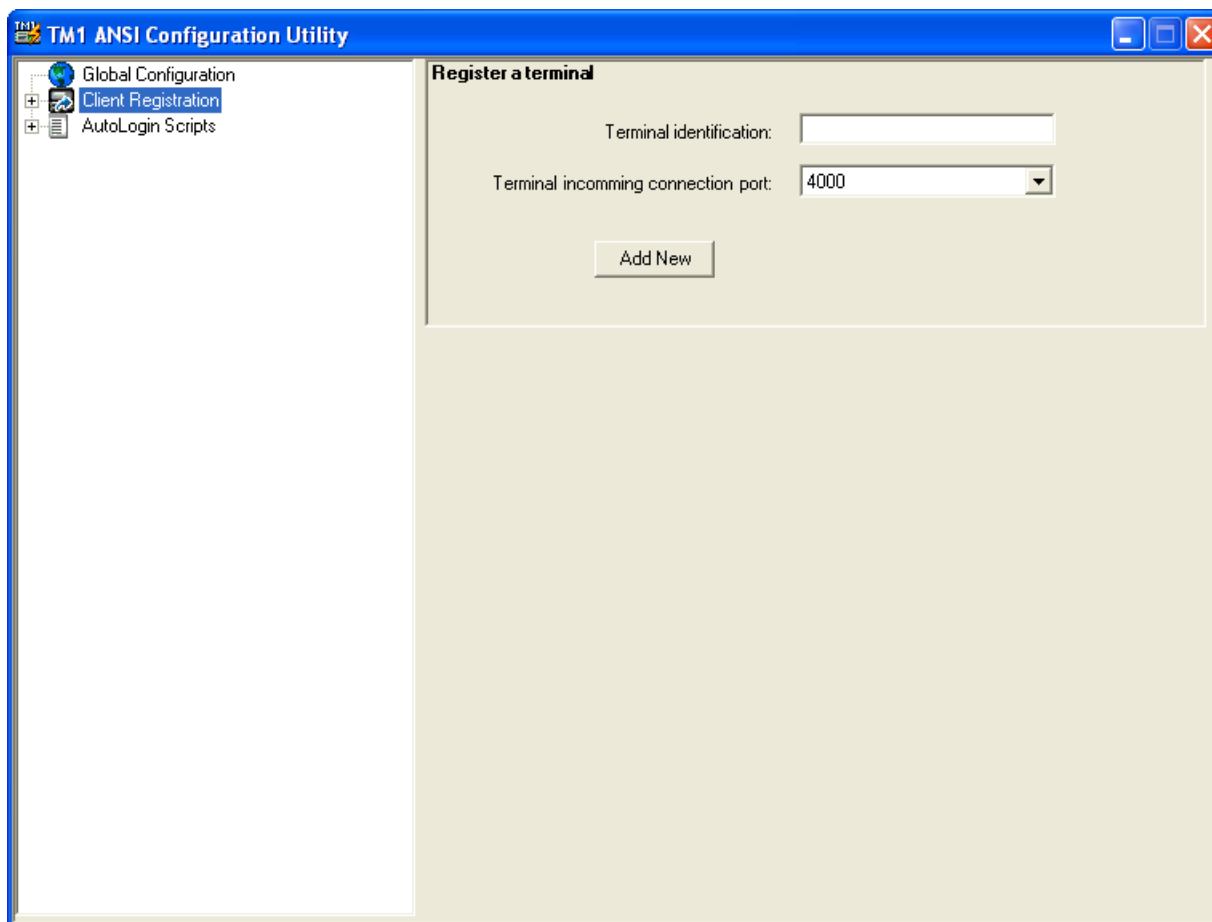 TM1 ANSI Configuration Utility
Global Configuration
Client Registration
AutoLogin Scripts
Register a terminal
Terminal identification:
Terminal incomming connection port: 4000
Add New